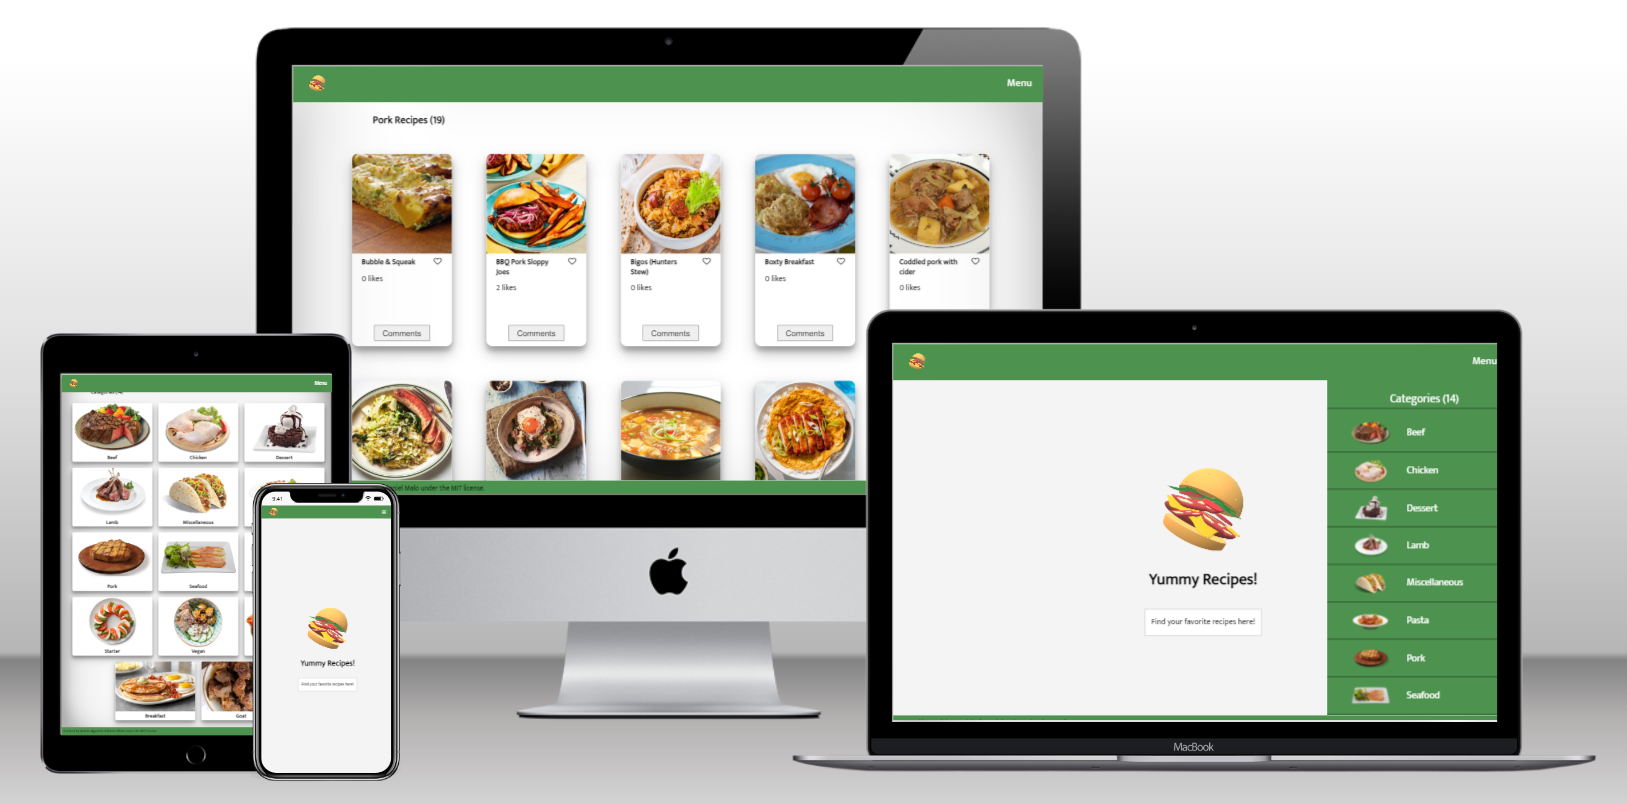 Menu
Pork Recipes (19)
Bubble & Squeak
0 likes
Comments
BBQ Pork Sloppy
Joes
2 likes
Comments
Bigos (Hunters
Stew)
0 likes
Comments
Boxty Breakfast
0 likes
Comments
Coddled pork with
cider
0 likes
Malo under the MIT license.
Menu
Beef
Chicken
Dessert
Lamb
Miscellaneous
Pork
Seafood
Starter
Vegan
Breakfast
Goat
9:41
Yummy Recipes!
Find your favorite recipes here!
Menu
Categories (14)
Beef
Chicken
Dessert
Lamb
Miscellaneous
Pasta
Pork
Seafood
Yummy Recipes!
Find your favorite recipes here!
MacBook